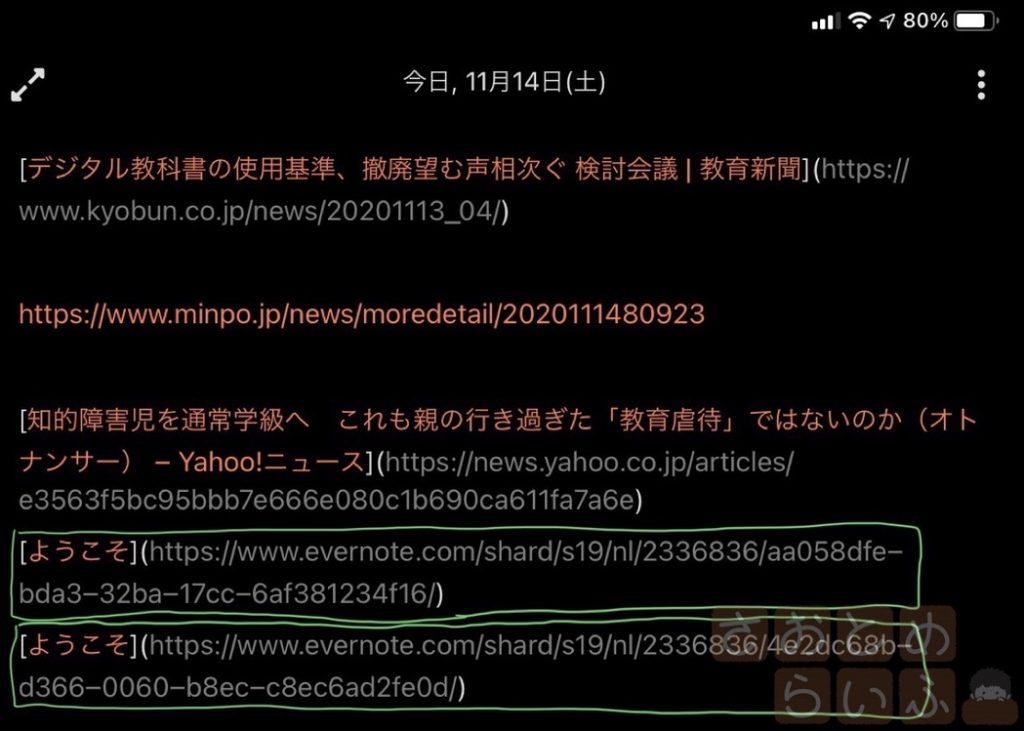 80%
今日, 11月14日(土)
[デジタル教科書の使用基準、撤廃望む声相次ぐ 検討会議 | 教育新聞](https://
www.kyobun.co.jp/news/20201113_04/)
https://www.minpo.jp/news/moredetail/2020111480923
[知的障害児を通常学級へ　これも親の行き過ぎた「教育虐待」ではないのか（オト
ナンサー） – Yahoo!ニュース](https://news.yahoo.co.jp/articles/
e3563f5bc95bbb7e666e080c1b690ca611fa7a6e)
[ようこそ](https://www.evernote.com/shard/s19/nl/2336836/aa058dfe–
bda3–32ba–17cc–6af381234f16/)
[ようこそ](https://www.evernote.com/shard/s19/nl/2336836/4e2dc68b–
d366–0060–b8ec–c8ec6ad2fe0d/)
さおとめ
らいふ